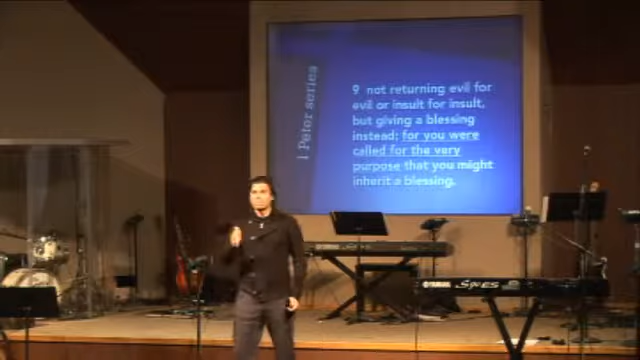 1 Peter series
9 not returning evil for
evil or insult for insult,
but giving a blessing
instead; for you were
called for the very
purpose that you might
inherit a blessing.
YAMAHA